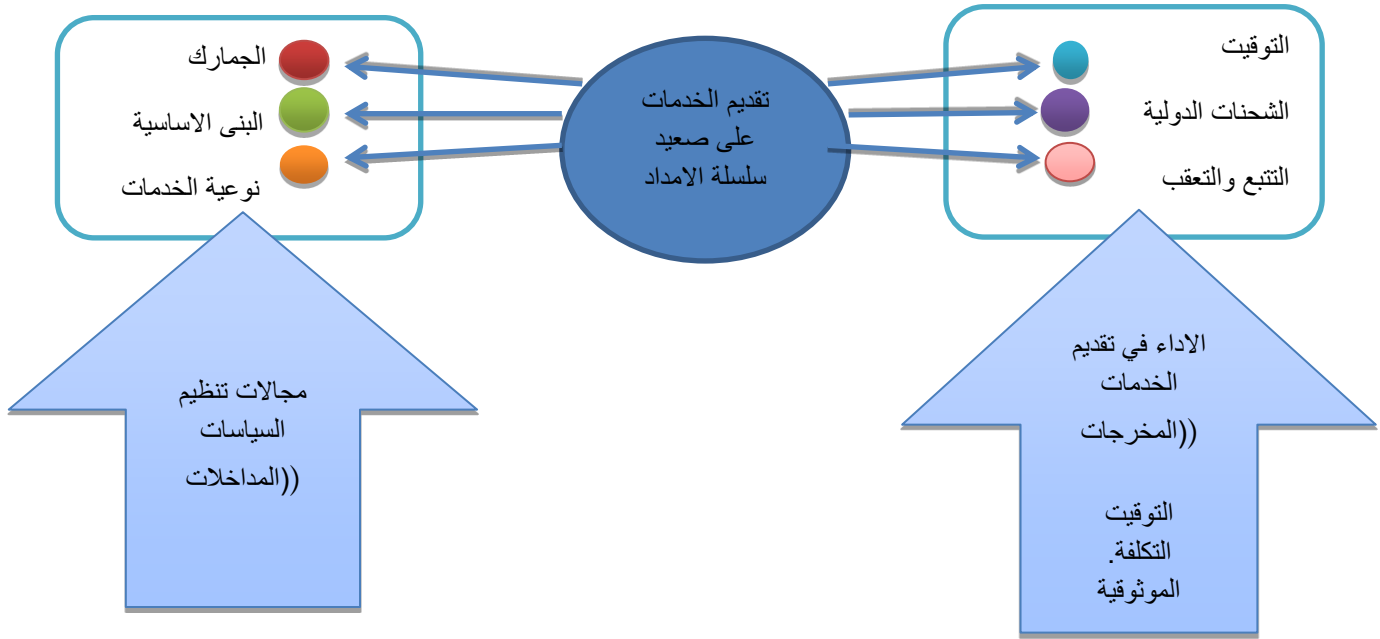 التوقيت
الشحنات الدولية
التتبع والتعقب
تقديم الخدمات
على صعيد
سلسلة الامداد
الجمارك
البنى الاساسية
نوعية الخدمات
الاداء في تقديم
الخدمات
((المخرجات
التوقيت
التكلفة.
الموثوقية
مجالات تنظيم
السياسات
((المداخلات